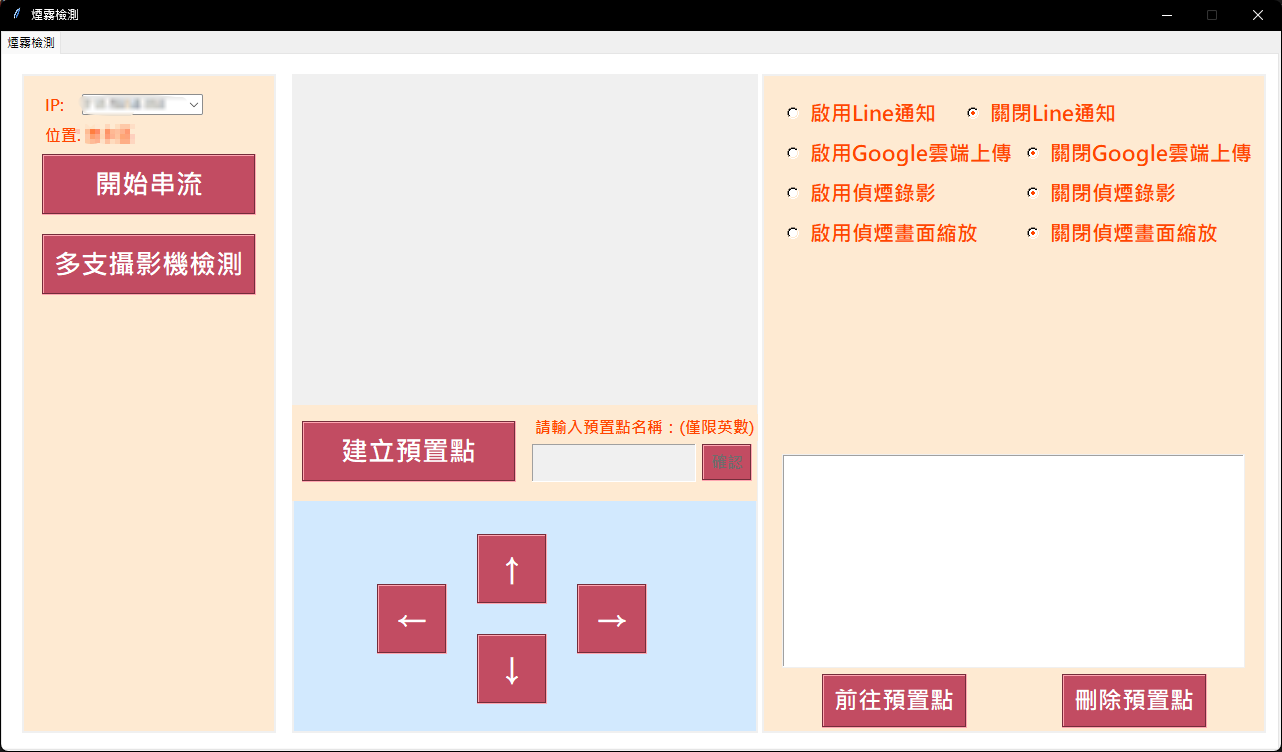 煙霧檢測
煙霧檢測
IP:
位置:
開始串流
多支攝影機檢測
建立預置點
請輸入預置點名稱：(僅限英數)
確認
↑
←
→
↓
啟用Line通知 關閉Line通知
啟用Google雲端上傳 關閉Google雲端上傳
啟用偵煙錄影 關閉偵煙錄影
啟用偵煙畫面縮放 關閉偵煙畫面縮放
前往預置點 刪除預置點